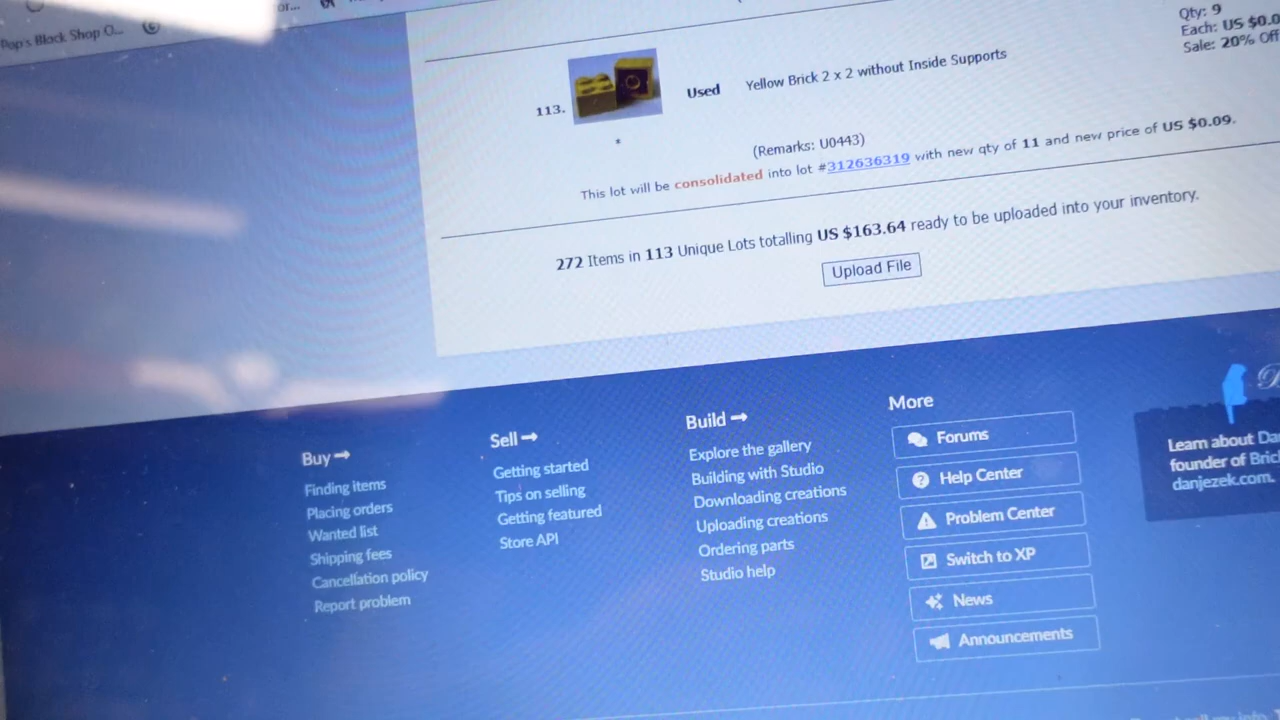 Pop's Block Shop O...
113.
Used
Yellow Brick 2 x 2 without Inside Supports
Qty: 9
Each: US $0.0
Sale: 20% Off
*
(Remarks: U0443)
This lot will be consolidated into lot #312636319 with new qty of 11 and new price of US $0.09.
272 Items in 113 Unique Lots totalling US $163.64 ready to be uploaded into your inventory.
Upload File
Buy →
Finding items
Placing orders
Wanted list
Shipping fees
Cancellation policy
Report problem
Sell →
Getting started
Tips on selling
Getting featured
Store API
Build →
Explore the gallery
Building with Studio
Downloading creations
Uploading creations
Ordering parts
Studio help
More
Forums
Help Center
Problem Center
Switch to XP
News
Announcements
Learn about Da
founder of Bric
danjezek.com.